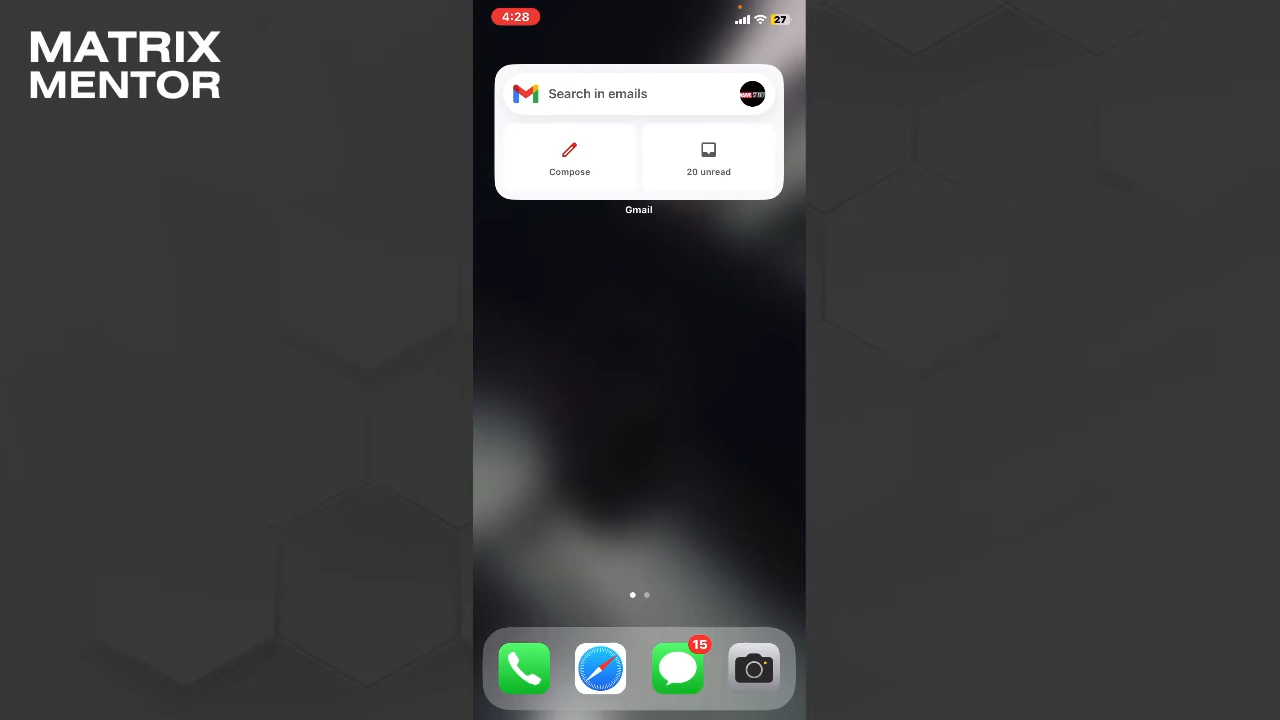 MATRIX
MENTOR
4:28
27
Search in emails
Compose
20 unread
Gmail
15